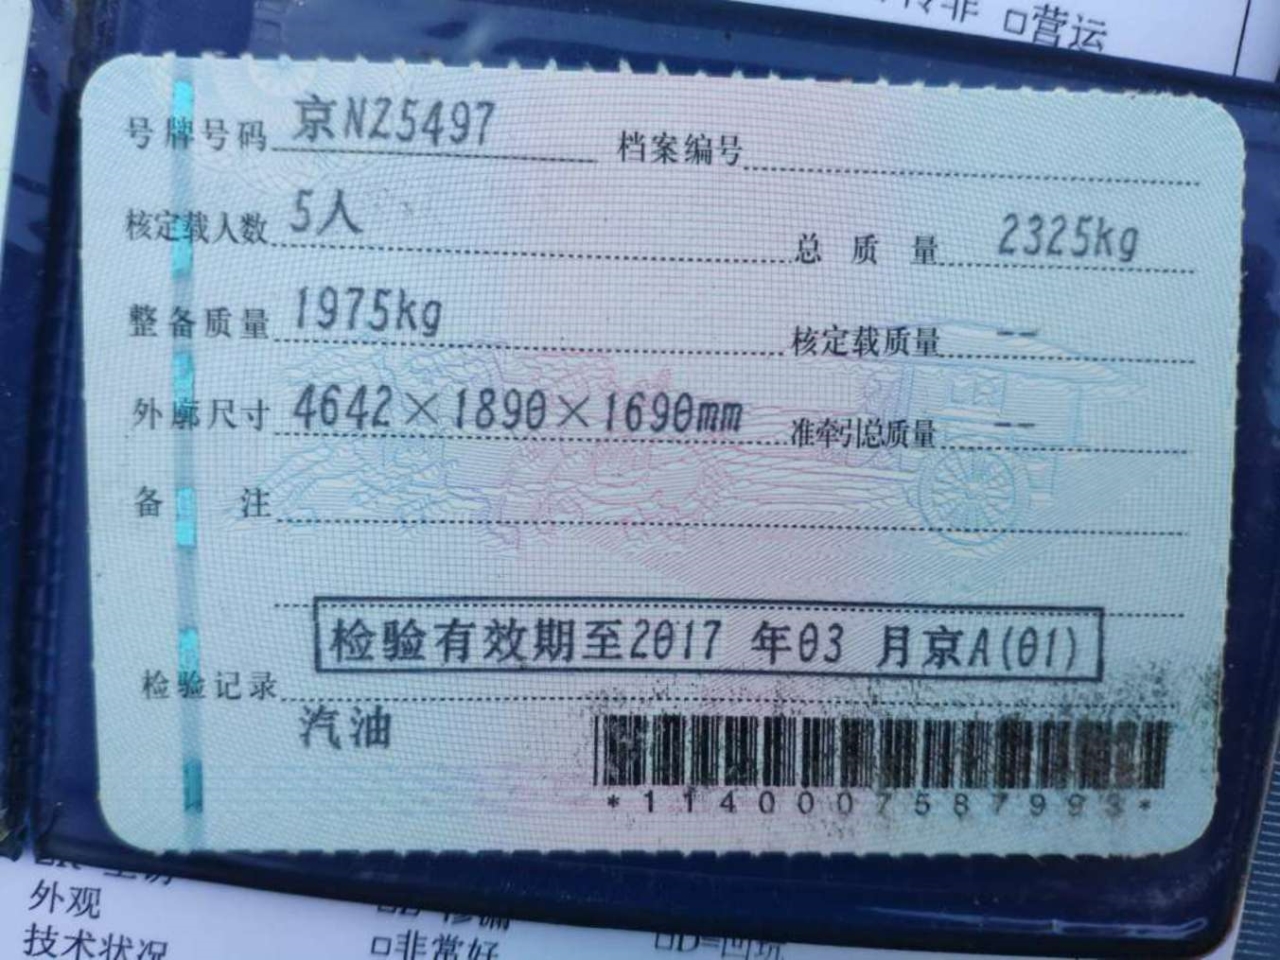 □营运
号牌号码 京NZ5497 档案编号
核定载人数 5人 总质量 2325kg
整备质量 1975kg 核定载质量 --
外廓尺寸 4642×1890×1690mm 准牵引总质量 --
备注
检验有效期至2017 年03 月京A(01)
检验记录
汽油
*1140007587993*
外观
技术状况 □非常好